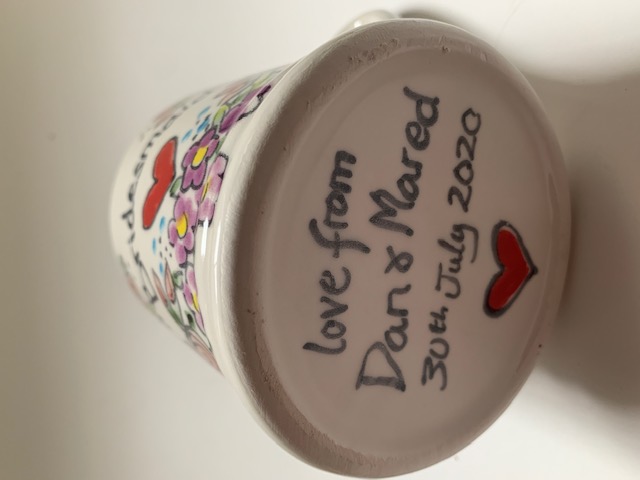 Love from
Dan & Mared
30th July 2020